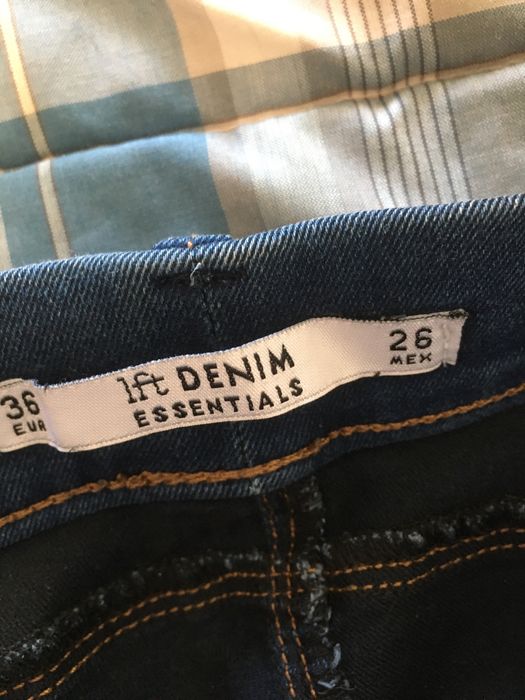 36
EUR
lft DENIM
ESSENTIALS
26
MEX